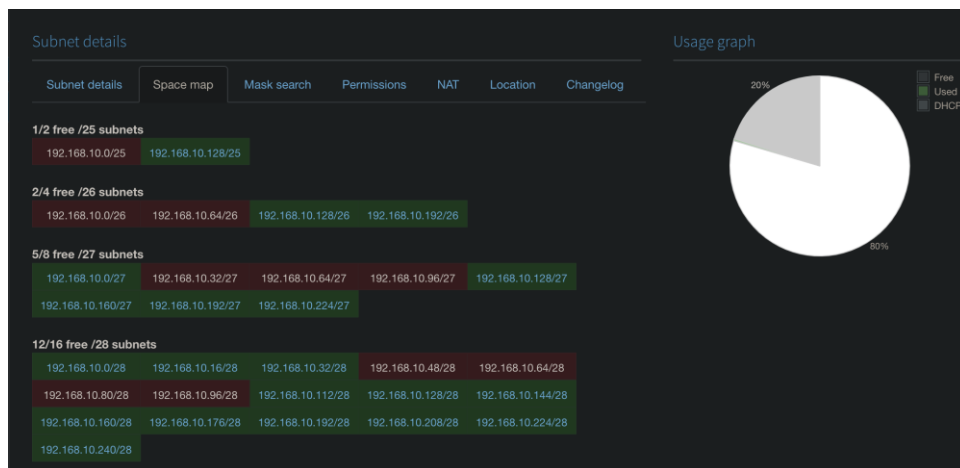 Subnet details
Subnet details Space map Mask search Permissions NAT Location Changelog
1/2 free /25 subnets
192.168.10.0/25 192.168.10.128/25
2/4 free /26 subnets
192.168.10.0/26 192.168.10.64/26 192.168.10.128/26 192.168.10.192/26
5/8 free /27 subnets
192.168.10.0/27 192.168.10.32/27 192.168.10.64/27 192.168.10.96/27 192.168.10.128/27
192.168.10.160/27 192.168.10.192/27 192.168.10.224/27
12/16 free /28 subnets
192.168.10.0/28 192.168.10.16/28 192.168.10.32/28 192.168.10.48/28 192.168.10.64/28
192.168.10.80/28 192.168.10.96/28 192.168.10.112/28 192.168.10.128/28 192.168.10.144/28
192.168.10.160/28 192.168.10.176/28 192.168.10.192/28 192.168.10.208/28 192.168.10.224/28
192.168.10.240/28
Usage graph
20%
80%
Free
Used
DHCP